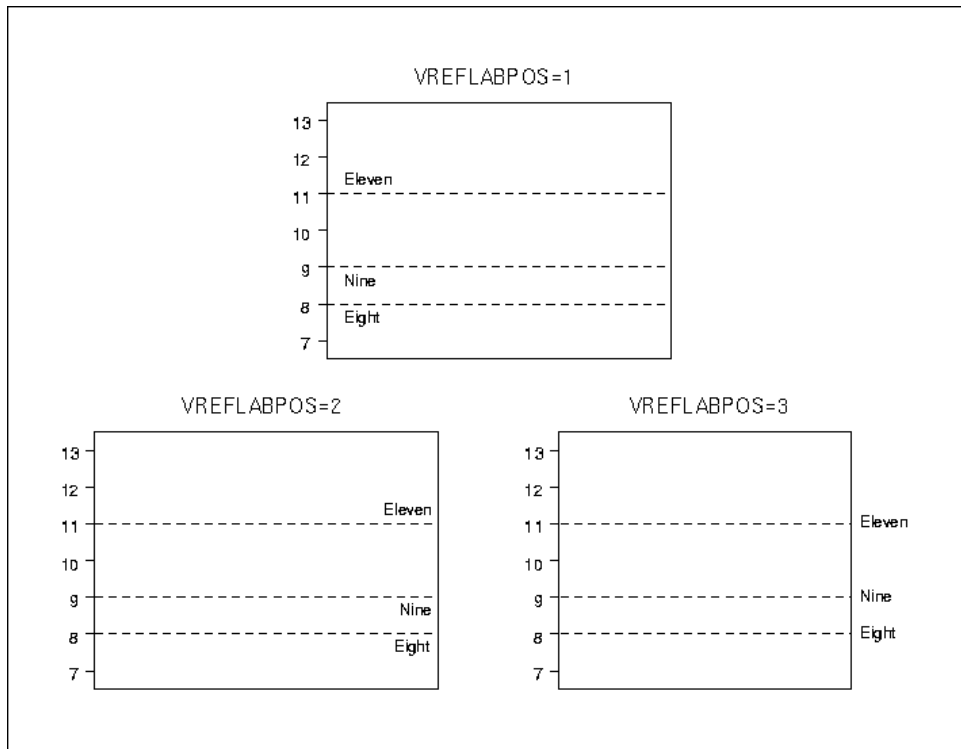 VREFLABPOS=1
13
12
Eleven
11
10
9
Nine
8
Eight
7
VREFLABPOS=2
13
12
Eleven
11
10
9
Nine
8
Eight
7
VREFLABPOS=3
13
12
11 Eleven
10
9 Nine
8 Eight
7